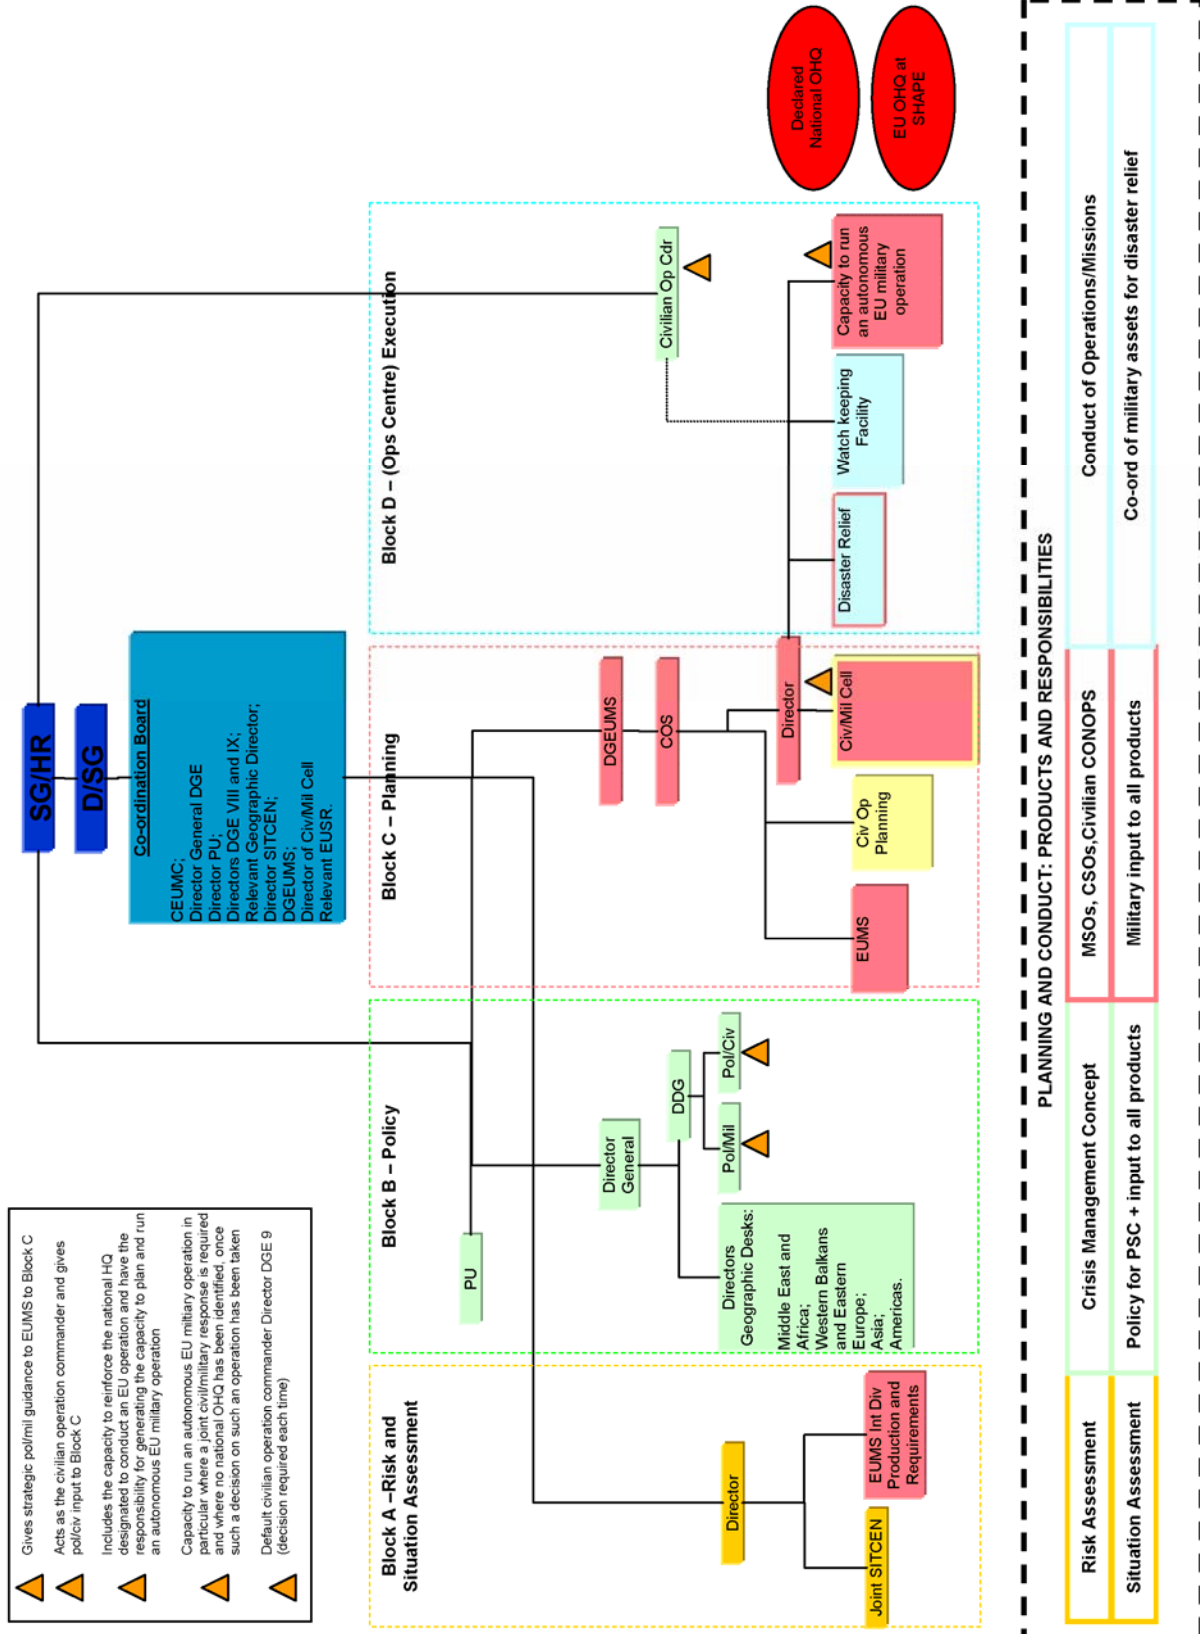 SG/HR
D/SG
Co-ordination Board
CEUMC;
Director General DGE
Director PU;
Directors DGE VIII and IX;
Relevant Geographic Director;
Director SITCEN;
DGEUMS;
Director of Civ/Mil Cell
Relevant EUSR.
Gives strategic pol/mil guidance to EUMS to Block C
Acts as the civilian operation commander and gives
pol/civ input to Block C
Includes the capacity to reinforce the national HQ
designated to conduct an EU operation and have the
responsibility for generating the capacity to plan and run
an autonomous EU military operation
Capacity to run an autonomous EU military operation in
particular where a joint civil/military response is required
and where no national OHQ has been identified, once
such a decision on such an operation has been taken
Default civilian operation commander Director DGE 9
(decision required each time)
Block A –Risk and
Situation Assessment
Director
Joint SITCEN
EUMS Int Div
Production and
Requirements
Block B – Policy
PU
Director
General
DDG
Pol/Mil
Pol/Civ
Directors
Geographic Desks:
Middle East and
Africa;
Western Balkans
and Eastern
Europe;
Asia;
Americas.
Block C – Planning
DGEUMS
COS
Director
EUMS
Civ Op
Planning
Civ/Mil Cell
Block D – (Ops Centre) Execution
Civilian Op Cdr
Disaster Relief
Watch keeping
Facility
Capacity to run
an autonomous
EU military
operation
Declared
National OHQ
EU OHQ at
SHAPE
PLANNING AND CONDUCT: PRODUCTS AND RESPONSIBILITIES
Risk Assessment
Crisis Management Concept
MSOs, CSOs,Civilian CONOPS
Conduct of Operations/Missions
Situation Assessment
Policy for PSC + input to all products
Military input to all products
Co-ord of military assets for disaster relief